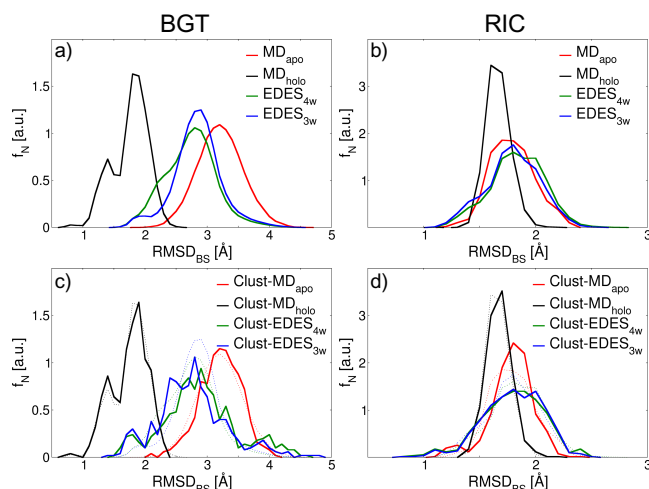 BGT RIC
a)
MD_apo
MD_holo
EDES_4w
EDES_3w
f_N [a.u.]
0 0.5 1 1.5
1 2 3 4 5
RMSD_BS [Å]
b)
MD_apo
MD_holo
EDES_4w
EDES_3w
f_N [a.u.]
0 1 2 3
1 2 3
RMSD_BS [Å]
c)
Clust-MD_apo
Clust-MD_holo
Clust-EDES_4w
Clust-EDES_3w
f_N [a.u.]
0 0.5 1 1.5
1 2 3 4 5
RMSD_BS [Å]
d)
Clust-MD_apo
Clust-MD_holo
Clust-EDES_4w
Clust-EDES_3w
f_N [a.u.]
0 1 2 3
1 2 3
RMSD_BS [Å]